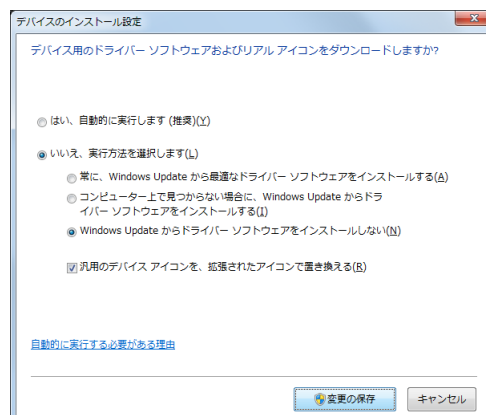 デバイスのインストール設定
デバイス用のドライバー ソフトウェアおよびリアル アイコンをダウンロードしますか?
はい、自動的に実行します (推奨)(Y)
いいえ、実行方法を選択します(L)
常に、Windows Update から最適なドライバー ソフトウェアをインストールする(A)
コンピューター上で見つからない場合に、Windows Update からドラ
イバー ソフトウェアをインストールする(I)
Windows Update からドライバー ソフトウェアをインストールしない(N)
汎用のデバイス アイコンを、拡張されたアイコンで置き換える(R)
自動的に実行する必要がある理由
変更の保存
キャンセル